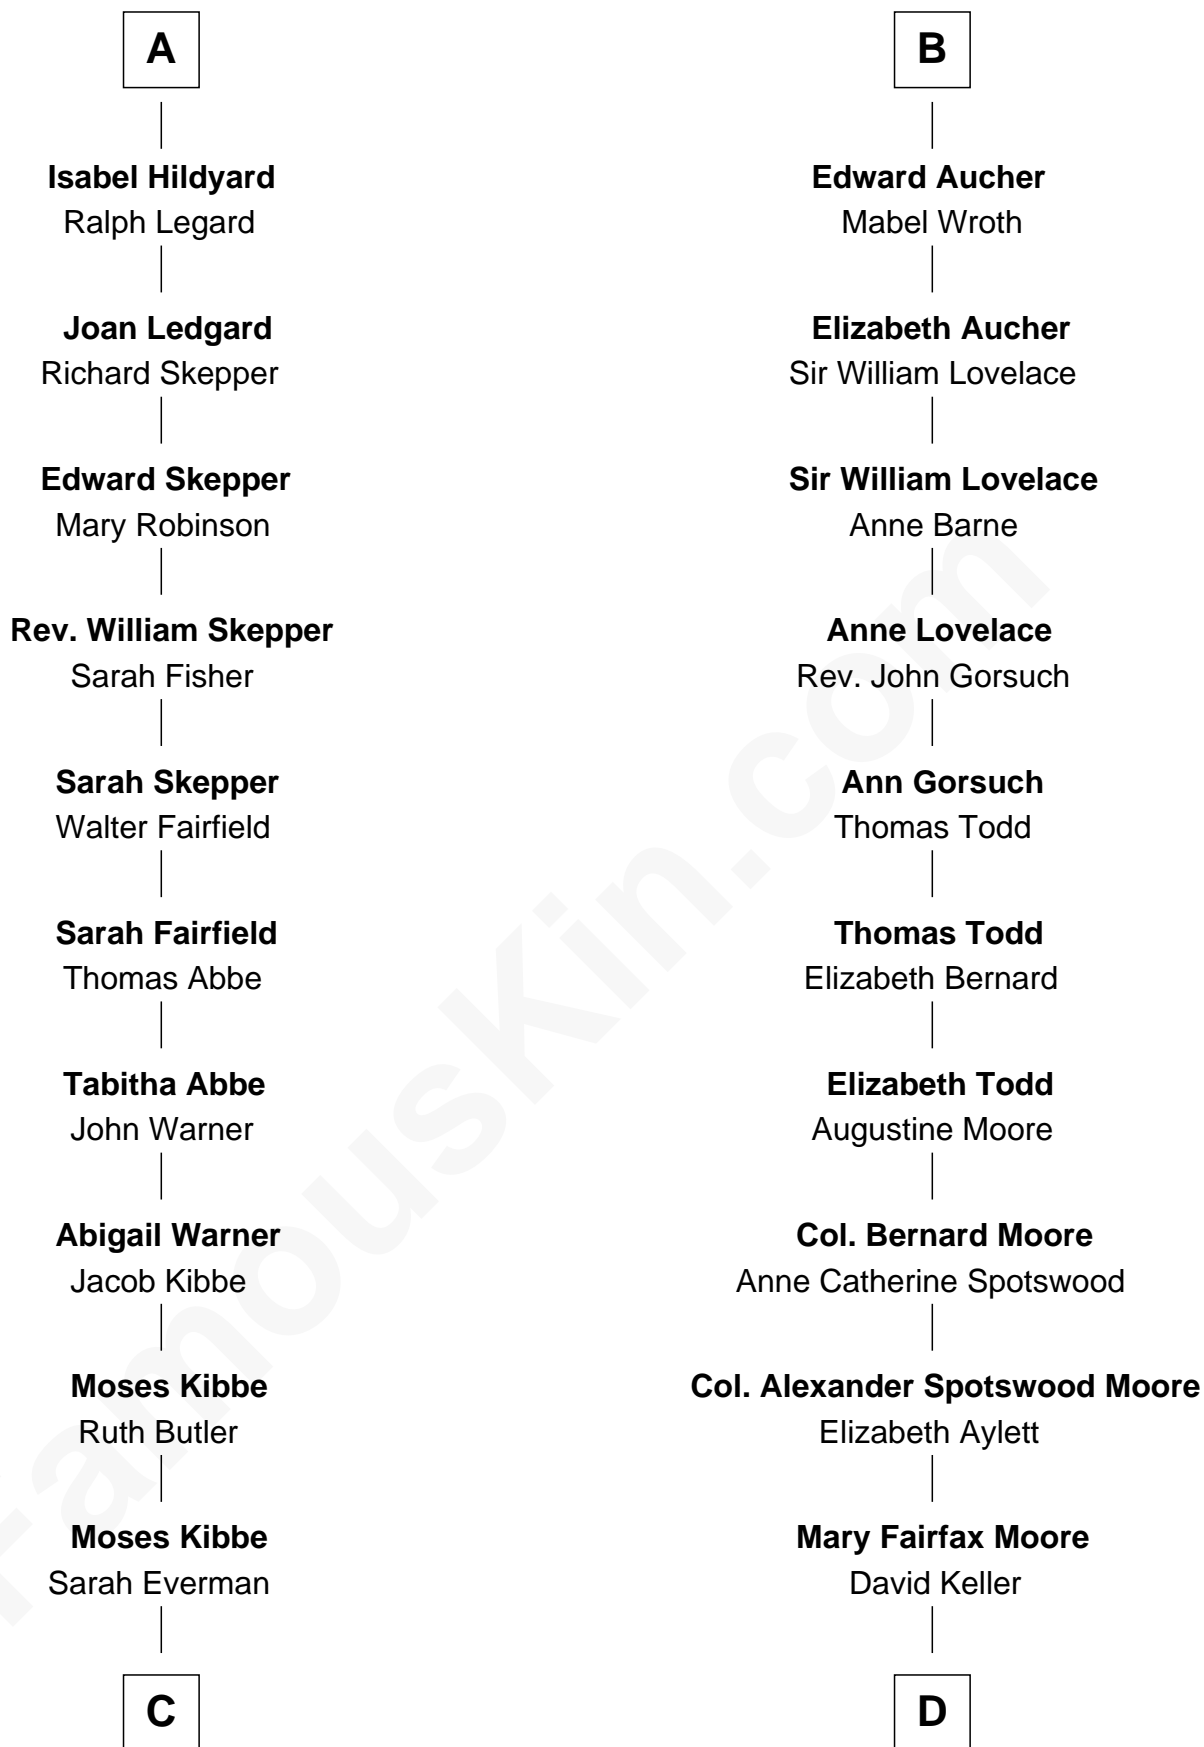 A
Isabel Hildyard
Ralph Legard
Joan Ledgard
Richard Skepper
Edward Skepper
Mary Robinson
Rev. William Skepper
Sarah Fisher
Sarah Skepper
Walter Fairfield
Sarah Fairfield
Thomas Abbe
Tabitha Abbe
John Warner
Abigail Warner
Jacob Kibbe
Moses Kibbe
Ruth Butler
Moses Kibbe
Sarah Everman
C
B
Edward Aucher
Mabel Wroth
Elizabeth Aucher
Sir William Lovelace
Sir William Lovelace
Anne Barne
Anne Lovelace
Rev. John Gorsuch
Ann Gorsuch
Thomas Todd
Thomas Todd
Elizabeth Bernard
Elizabeth Todd
Augustine Moore
Col. Bernard Moore
Anne Catherine Spotswood
Col. Alexander Spotswood Moore
Elizabeth Aylett
Mary Fairfax Moore
David Keller
D
FamousKin.com